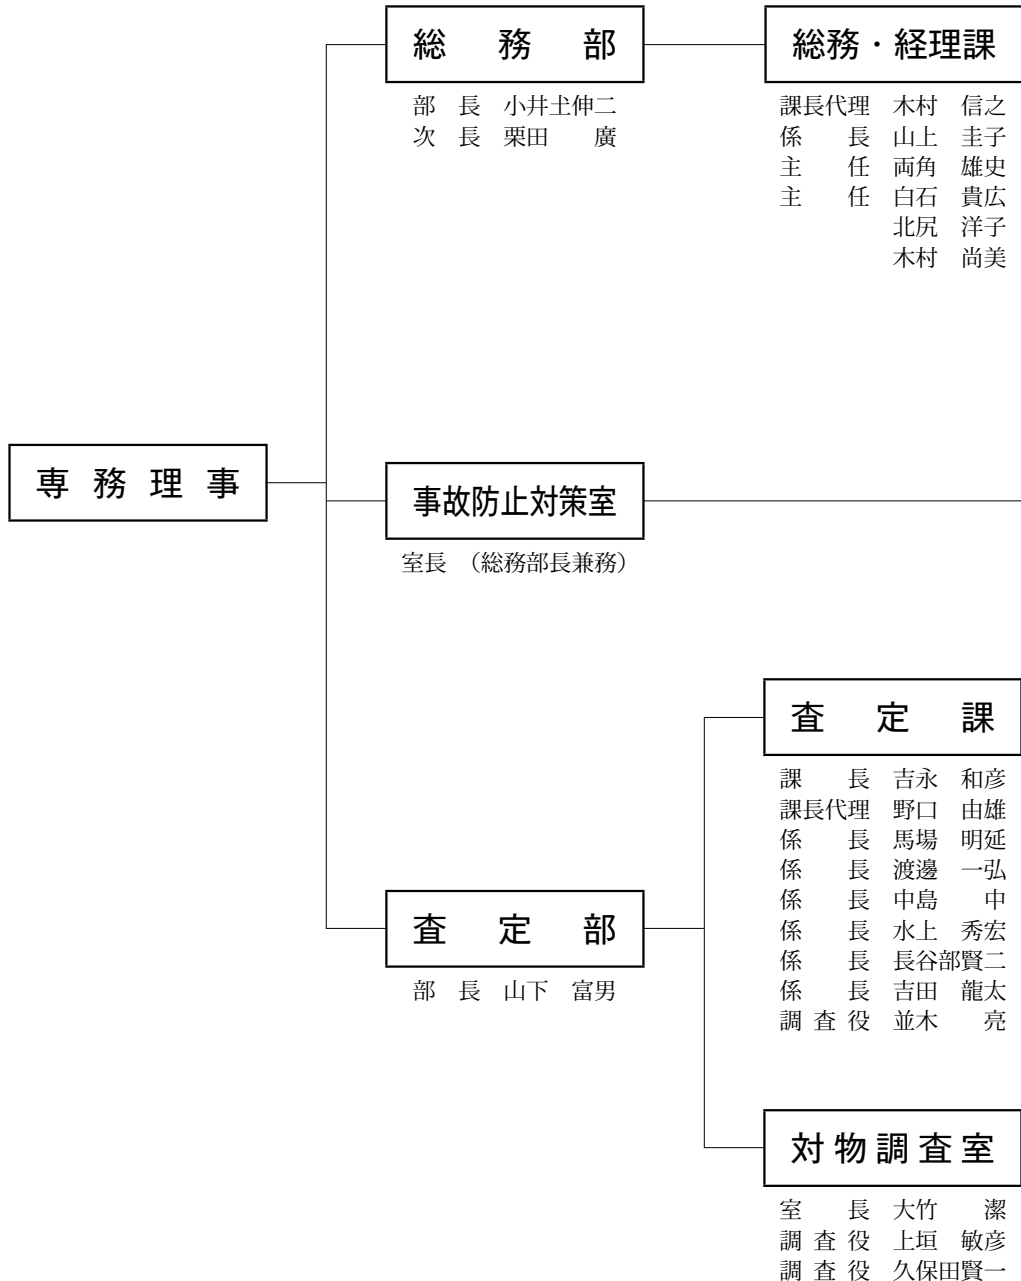 総務部
部長 小井圡伸二
次長 栗田 廣
総務・経理課
課長代理 木村 信之
係長 山上 圭子
主任 両角 雄史
主任 白石 貴広
北尻 洋子
木村 尚美
専務理事
事故防止対策室
室長 （総務部長兼務）
査定部
部長 山下 富男
査定課
課長 吉永 和彦
課長代理 野口 由雄
係長 馬場 明延
係長 渡邊 一弘
係長 中島 中
係長 水上 秀宏
係長 長谷部賢二
係長 吉田 龍太
調査役 並木 亮
対物調査室
室長 大竹 潔
調査役 上垣 敏彦
調査役 久保田賢一